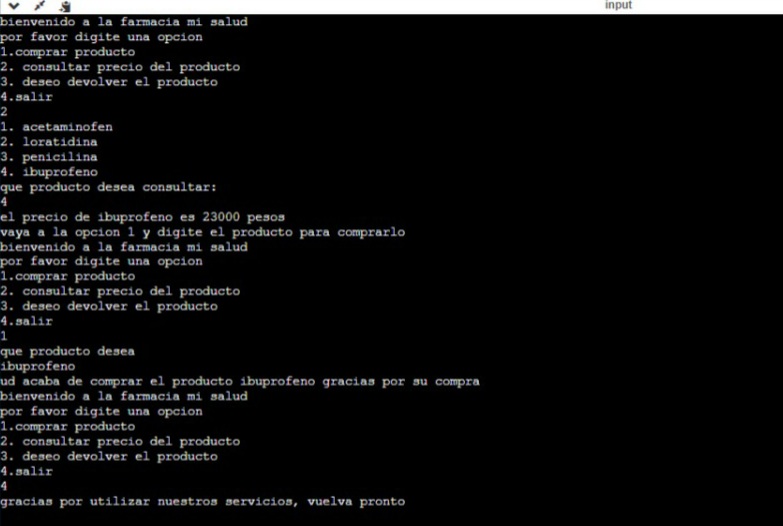 input
bienvenido a la farmacia mi salud
por favor digite una opcion
1.comprar producto
2. consultar precio del producto
3. deseo devolver el producto
4.salir
2
1. acetaminofen
2. loratidina
3. penicilina
4. ibuprofeno
que producto desea consultar:
4
el precio de ibuprofeno es 23000 pesos
vaya a la opcion 1 y digite el producto para comprarlo
bienvenido a la farmacia mi salud
por favor digite una opcion
1.comprar producto
2. consultar precio del producto
3. deseo devolver el producto
4.salir
1
que producto desea
ibuprofeno
ud acaba de comprar el producto ibuprofeno gracias por su compra
bienvenido a la farmacia mi salud
por favor digite una opcion
1.comprar producto
2. consultar precio del producto
3. deseo devolver el producto
4.salir
4
gracias por utilizar nuestros servicios, vuelva pronto